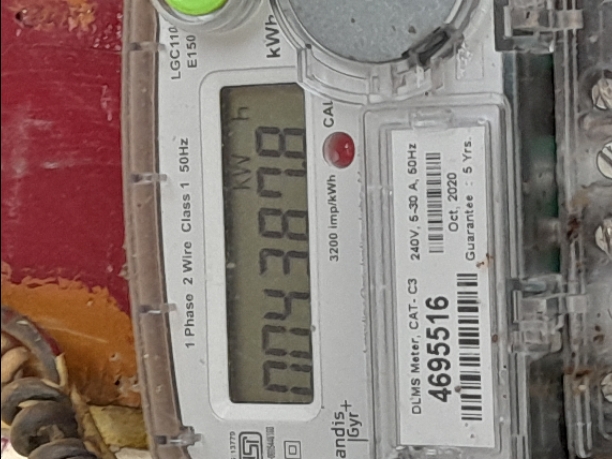 LGC110
E150
1 Phase 2 Wire Class 1 50Hz
kWh
kW h
004387.8
3200 imp/kWh CAL
andis
Gyr+
DLMS Meter, CAT- C3 240V, 5-30 A, 50Hz
4695516
Oct, 2020
Guarantee : 5 Yrs.